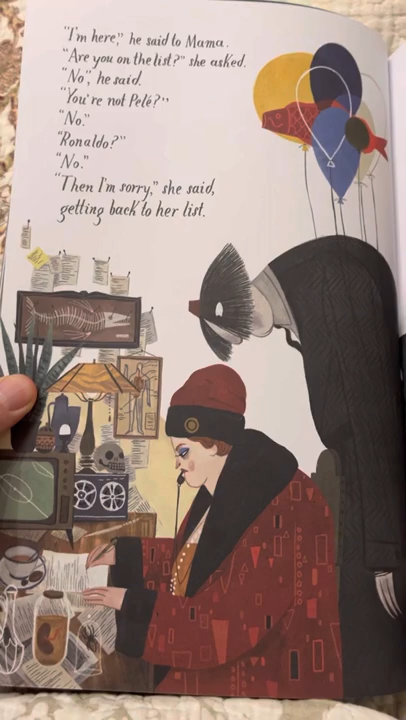 "I'm here," he said to Mama.
"Are you on the list?" she asked.
"No", he said.
"You're not Pelé?"
"No."
"Ronaldo?"
"No."
"Then I'm sorry," she said,
getting back to her list.